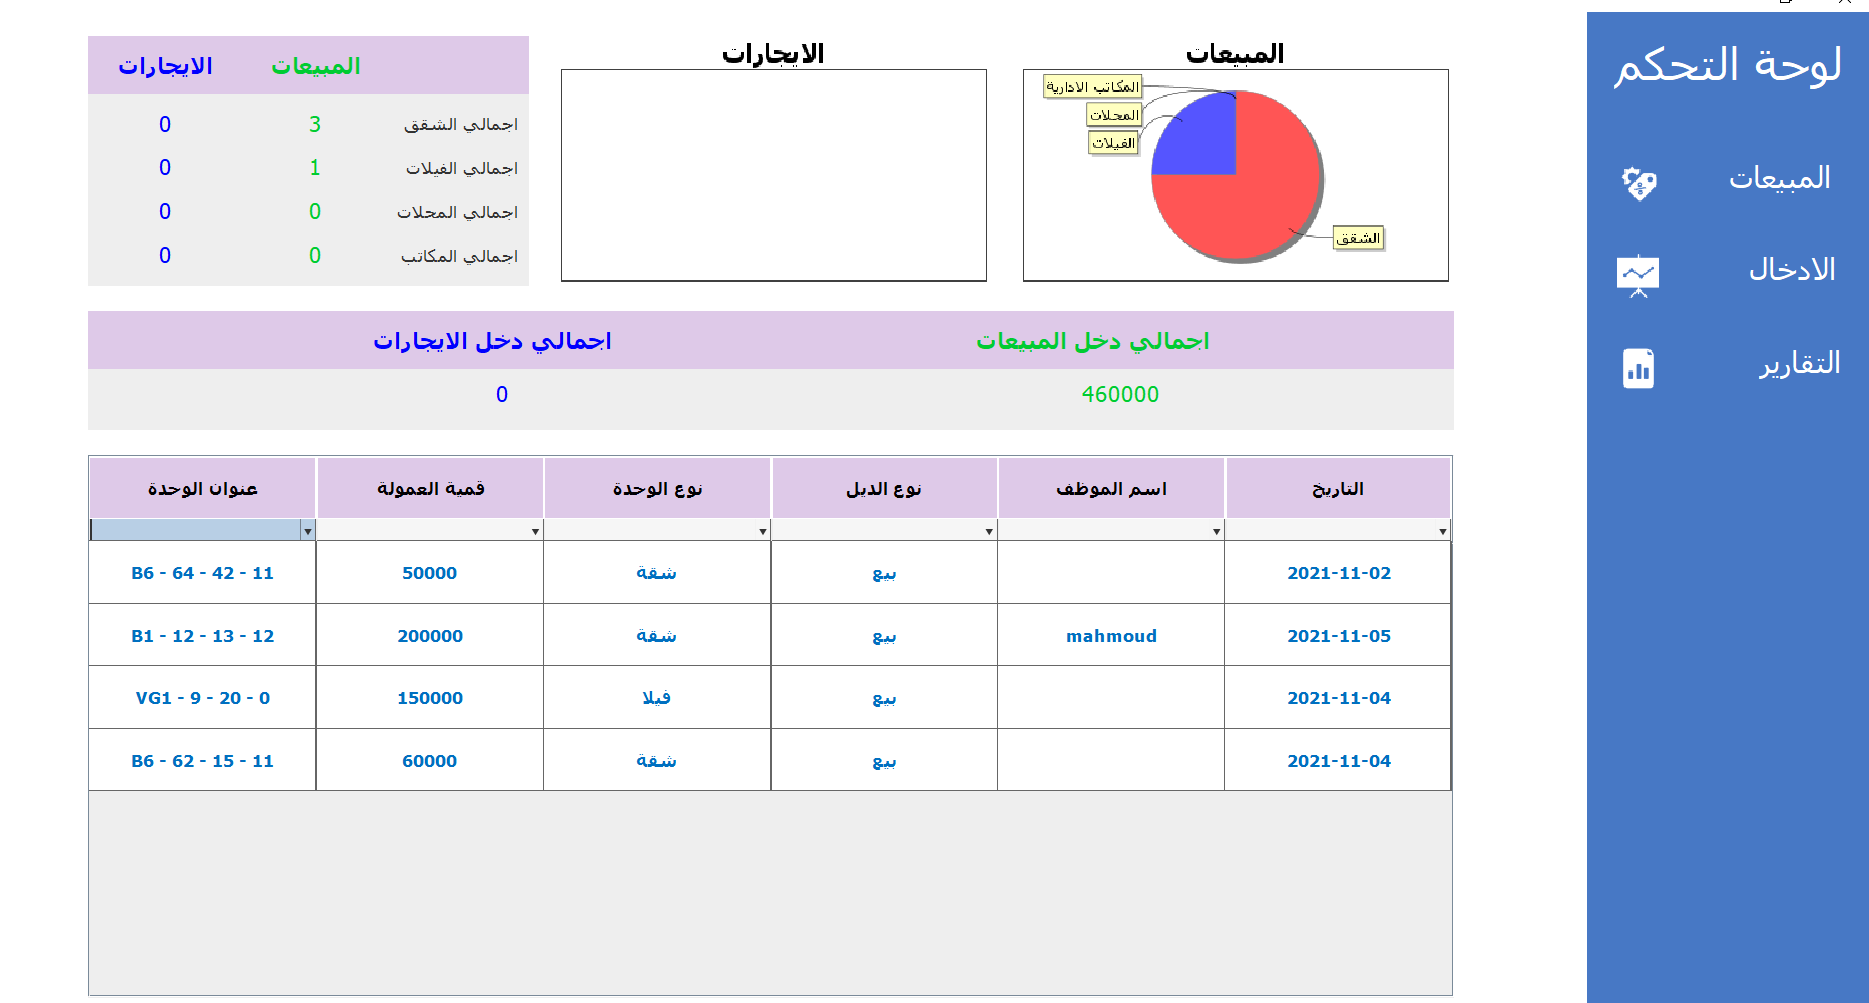 لوحة التحكم
المبيعات
الادخال
التقارير
المبيعات
المكاتب الادارية
المحلات
الفيلات
الشقق
الايجارات
المبيعات الايجارات
اجمالي الشقق 3 0
اجمالي الفيلات 1 0
اجمالي المحلات 0 0
اجمالي المكاتب 0 0
اجمالي دخل المبيعات اجمالي دخل الايجارات
460000 0
التاريخ اسم الموظف نوع الديل نوع الوحدة قمية العمولة عنوان الوحدة
2021-11-02 بيع شقة 50000 B6 - 64 - 42 - 11
2021-11-05 mahmoud بيع شقة 200000 B1 - 12 - 13 - 12
2021-11-04 بيع فيلا 150000 VG1 - 9 - 20 - 0
2021-11-04 بيع شقة 60000 B6 - 62 - 15 - 11